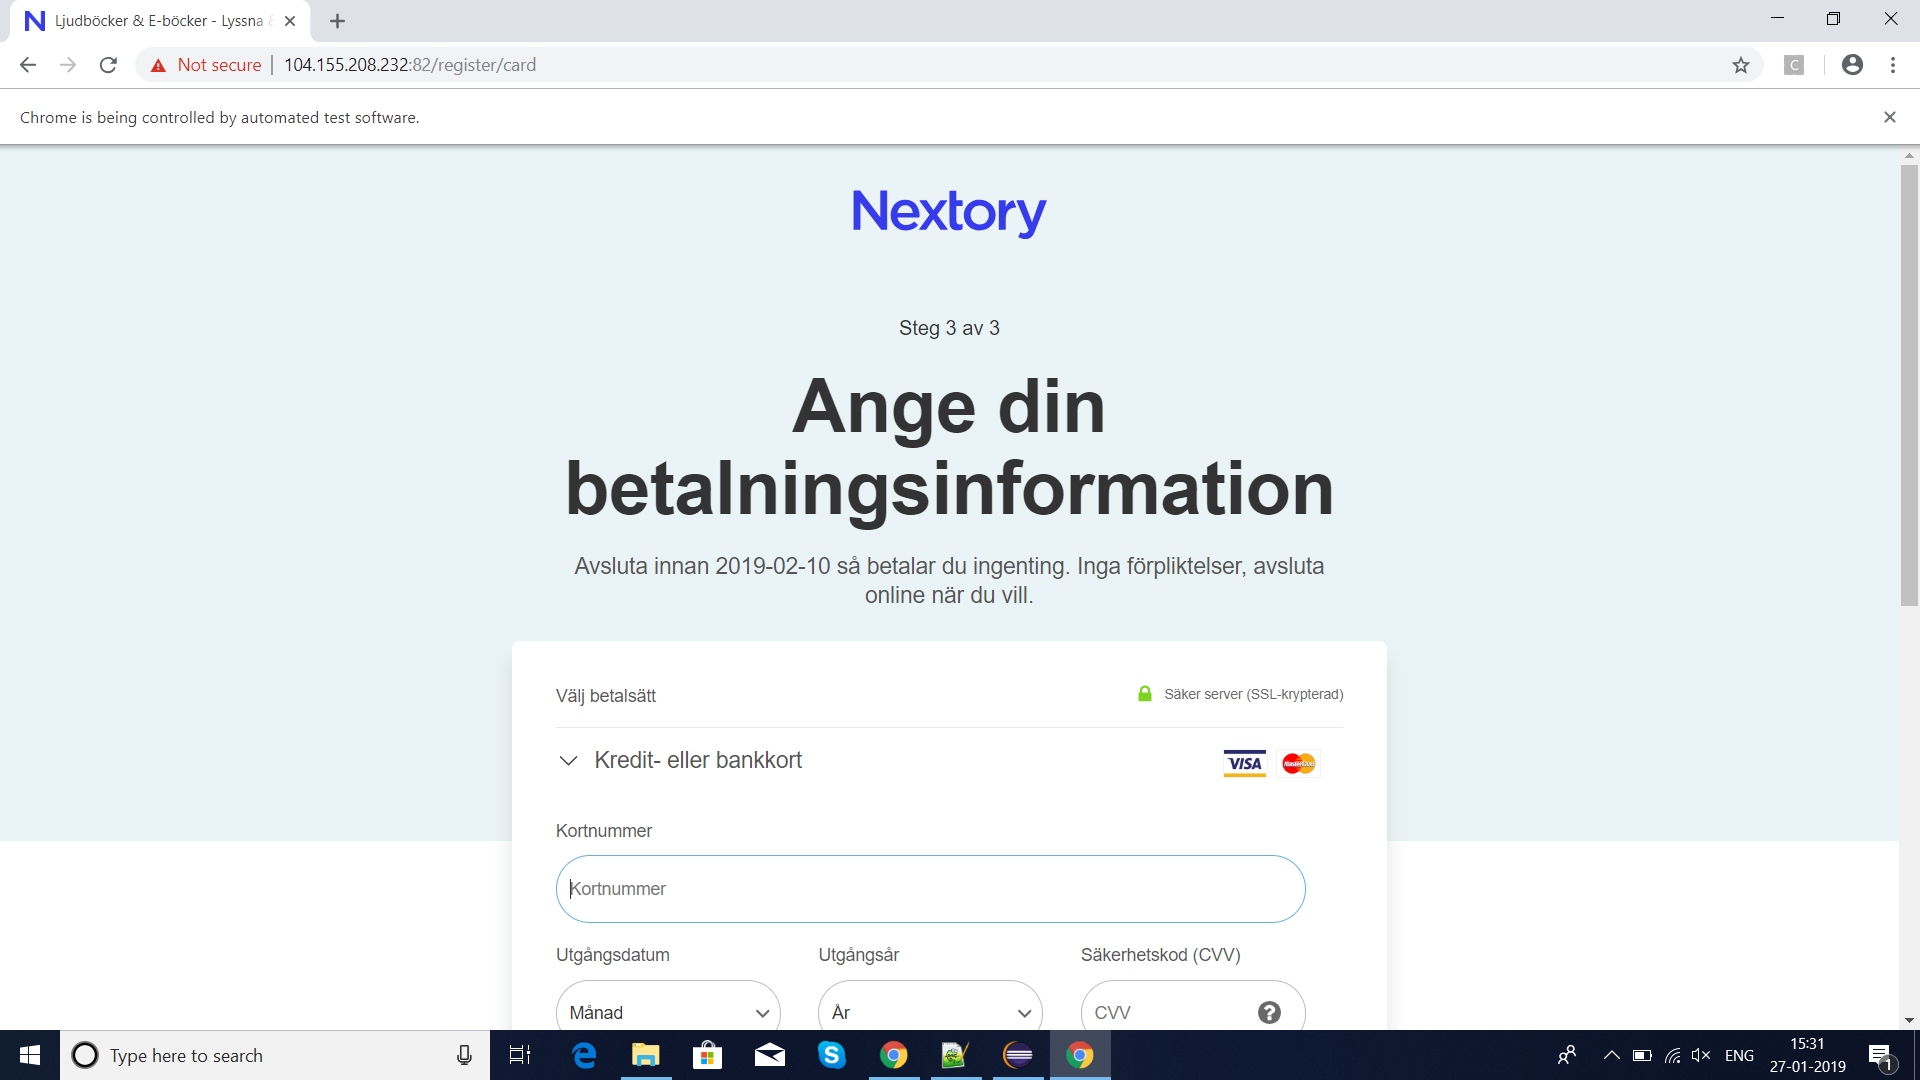 Ljudböcker & E-böcker - Lyssna &
Not secure
104.155.208.232:82/register/card
C
Chrome is being controlled by automated test software.
Nextory
Steg 3 av 3
Ange din
betalningsinformation
Avsluta innan 2019-02-10 så betalar du ingenting. Inga förpliktelser, avsluta
online när du vill.
Välj betalsätt
Säker server (SSL-krypterad)
Kredit- eller bankkort
VISA
MasterCard
Kortnummer
Kortnummer
Utgångsdatum
Utgångsår
Säkerhetskod (CVV)
Månad
År
CVV
?
Type here to search
ENG
15:31
27-01-2019
1